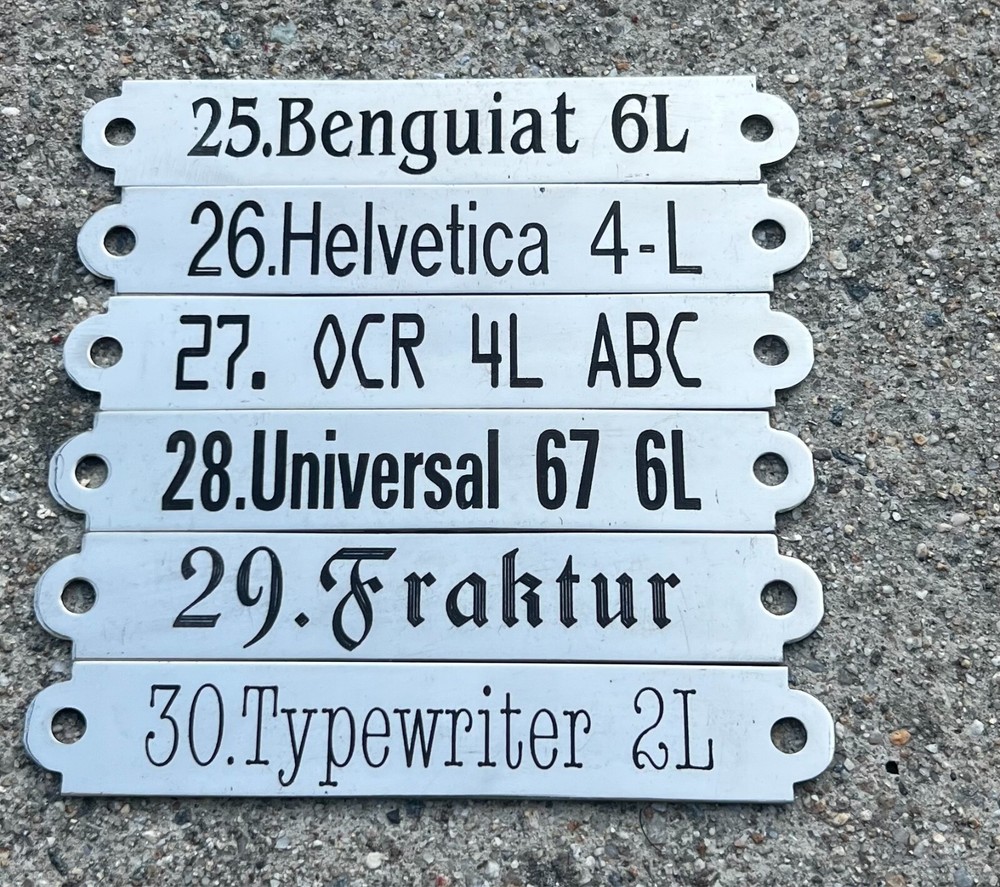 25.Benguiat 6L
26.Helvetica 4-L
27. OCR 4L ABC
28.Universal 67 6L
29.Fraktur
30.Typewriter 2L